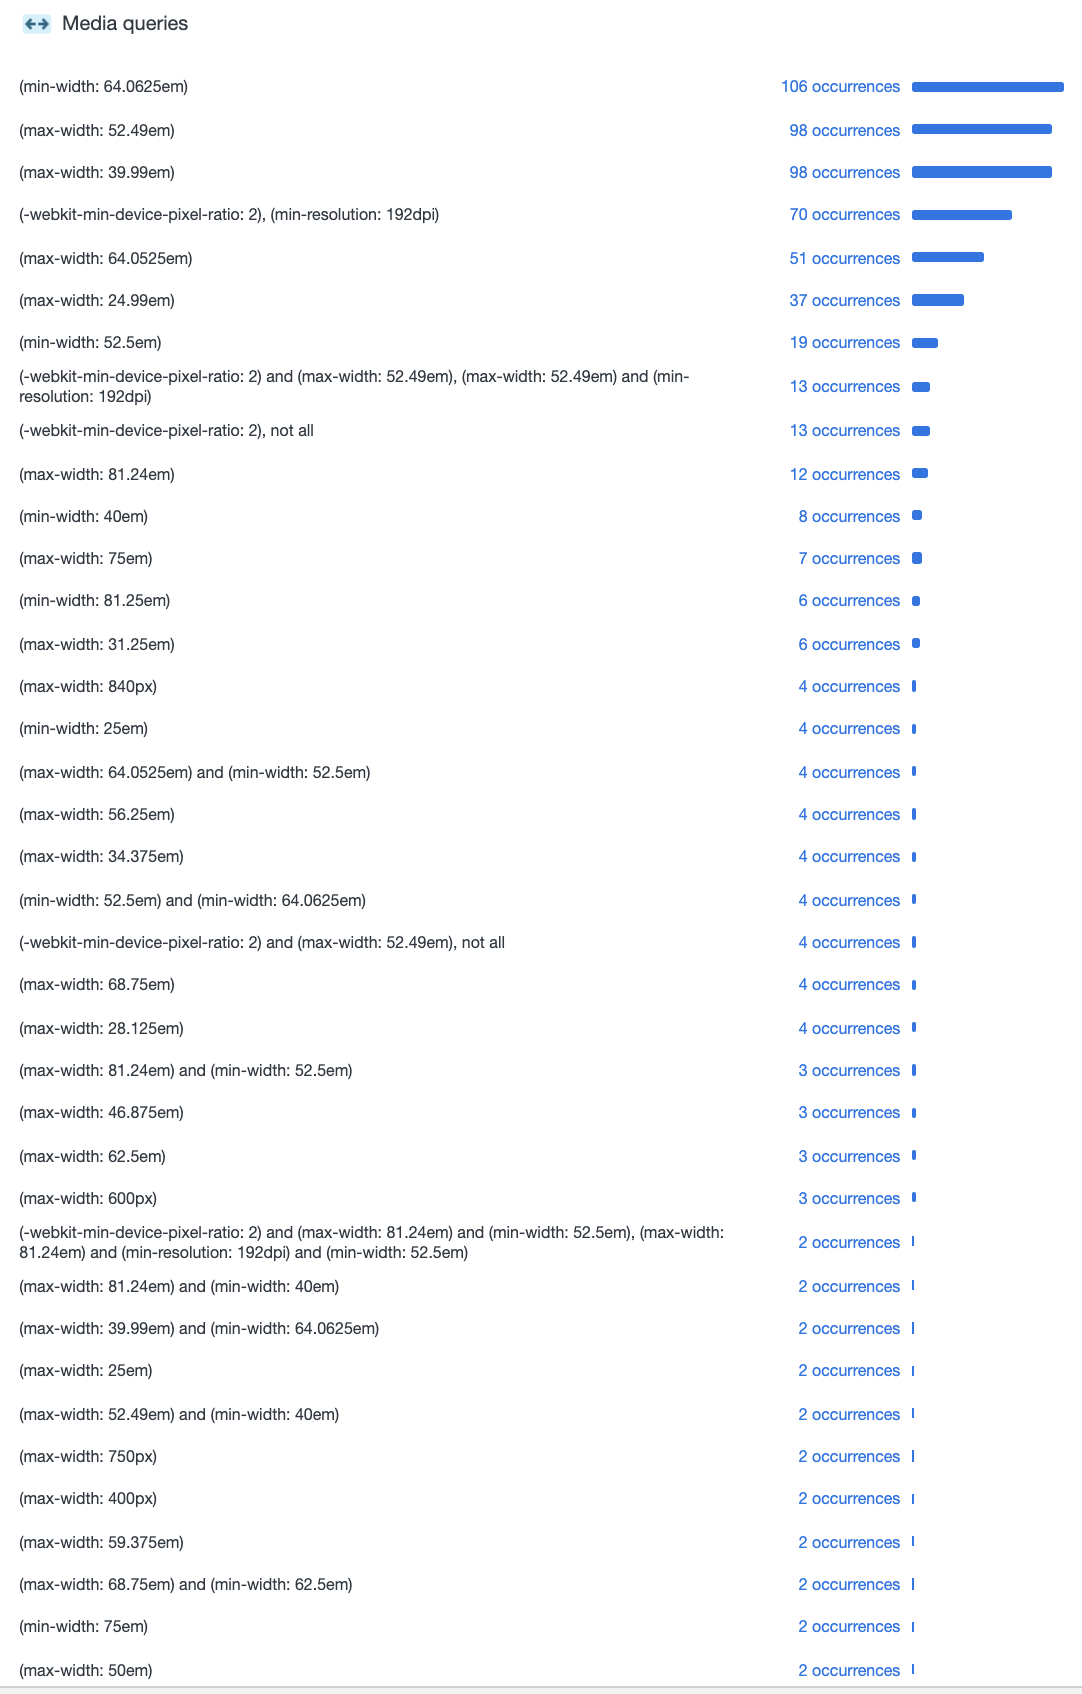 Media queries
(min-width: 64.0625em) 106 occurrences
(max-width: 52.49em) 98 occurrences
(max-width: 39.99em) 98 occurrences
(-webkit-min-device-pixel-ratio: 2), (min-resolution: 192dpi) 70 occurrences
(max-width: 64.0525em) 51 occurrences
(max-width: 24.99em) 37 occurrences
(min-width: 52.5em) 19 occurrences
(-webkit-min-device-pixel-ratio: 2) and (max-width: 52.49em), (max-width: 52.49em) and (min-
resolution: 192dpi) 13 occurrences
(-webkit-min-device-pixel-ratio: 2), not all 13 occurrences
(max-width: 81.24em) 12 occurrences
(min-width: 40em) 8 occurrences
(max-width: 75em) 7 occurrences
(min-width: 81.25em) 6 occurrences
(max-width: 31.25em) 6 occurrences
(max-width: 840px) 4 occurrences
(min-width: 25em) 4 occurrences
(max-width: 64.0525em) and (min-width: 52.5em) 4 occurrences
(max-width: 56.25em) 4 occurrences
(max-width: 34.375em) 4 occurrences
(min-width: 52.5em) and (min-width: 64.0625em) 4 occurrences
(-webkit-min-device-pixel-ratio: 2) and (max-width: 52.49em), not all 4 occurrences
(max-width: 68.75em) 4 occurrences
(max-width: 28.125em) 4 occurrences
(max-width: 81.24em) and (min-width: 52.5em) 3 occurrences
(max-width: 46.875em) 3 occurrences
(max-width: 62.5em) 3 occurrences
(max-width: 600px) 3 occurrences
(-webkit-min-device-pixel-ratio: 2) and (max-width: 81.24em) and (min-width: 52.5em), (max-width:
81.24em) and (min-resolution: 192dpi) and (min-width: 52.5em) 2 occurrences
(max-width: 81.24em) and (min-width: 40em) 2 occurrences
(max-width: 39.99em) and (min-width: 64.0625em) 2 occurrences
(max-width: 25em) 2 occurrences
(max-width: 52.49em) and (min-width: 40em) 2 occurrences
(max-width: 750px) 2 occurrences
(max-width: 400px) 2 occurrences
(max-width: 59.375em) 2 occurrences
(max-width: 68.75em) and (min-width: 62.5em) 2 occurrences
(min-width: 75em) 2 occurrences
(max-width: 50em) 2 occurrences